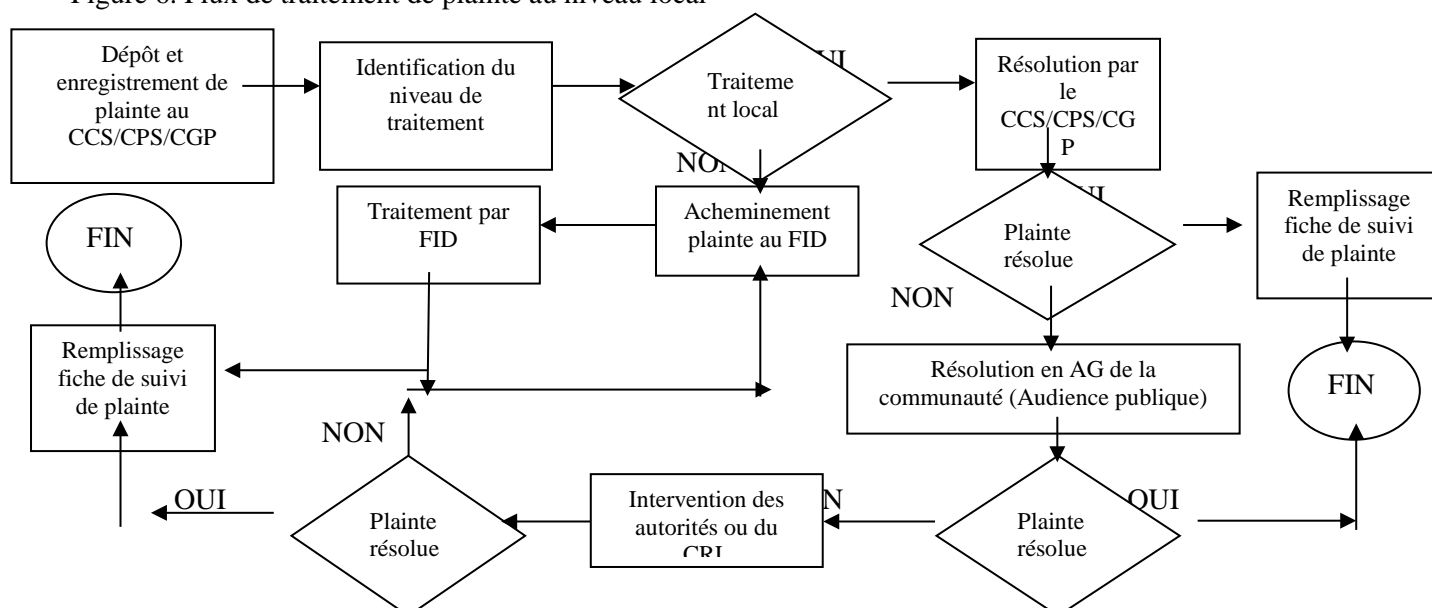 Figure 6. Flux de traitement de plainte au niveau local
Dépôt et
enregistrement de
plainte au
CCS/CPS/CGP
Identification du
niveau de
traitement
Traiteme
nt local
Résolution par
le
CCS/CPS/CG
P
NON
Traitement par
FID
Acheminement
plainte au FID
Plainte
résolue
Remplissage
fiche de suivi
de plainte
FIN
NON
Remplissage
fiche de suivi
de plainte
Résolution en AG de la
communauté (Audience publique)
FIN
NON
OUI
Plainte
résolue
Intervention des
autorités ou du
Plainte
résolue
OUI